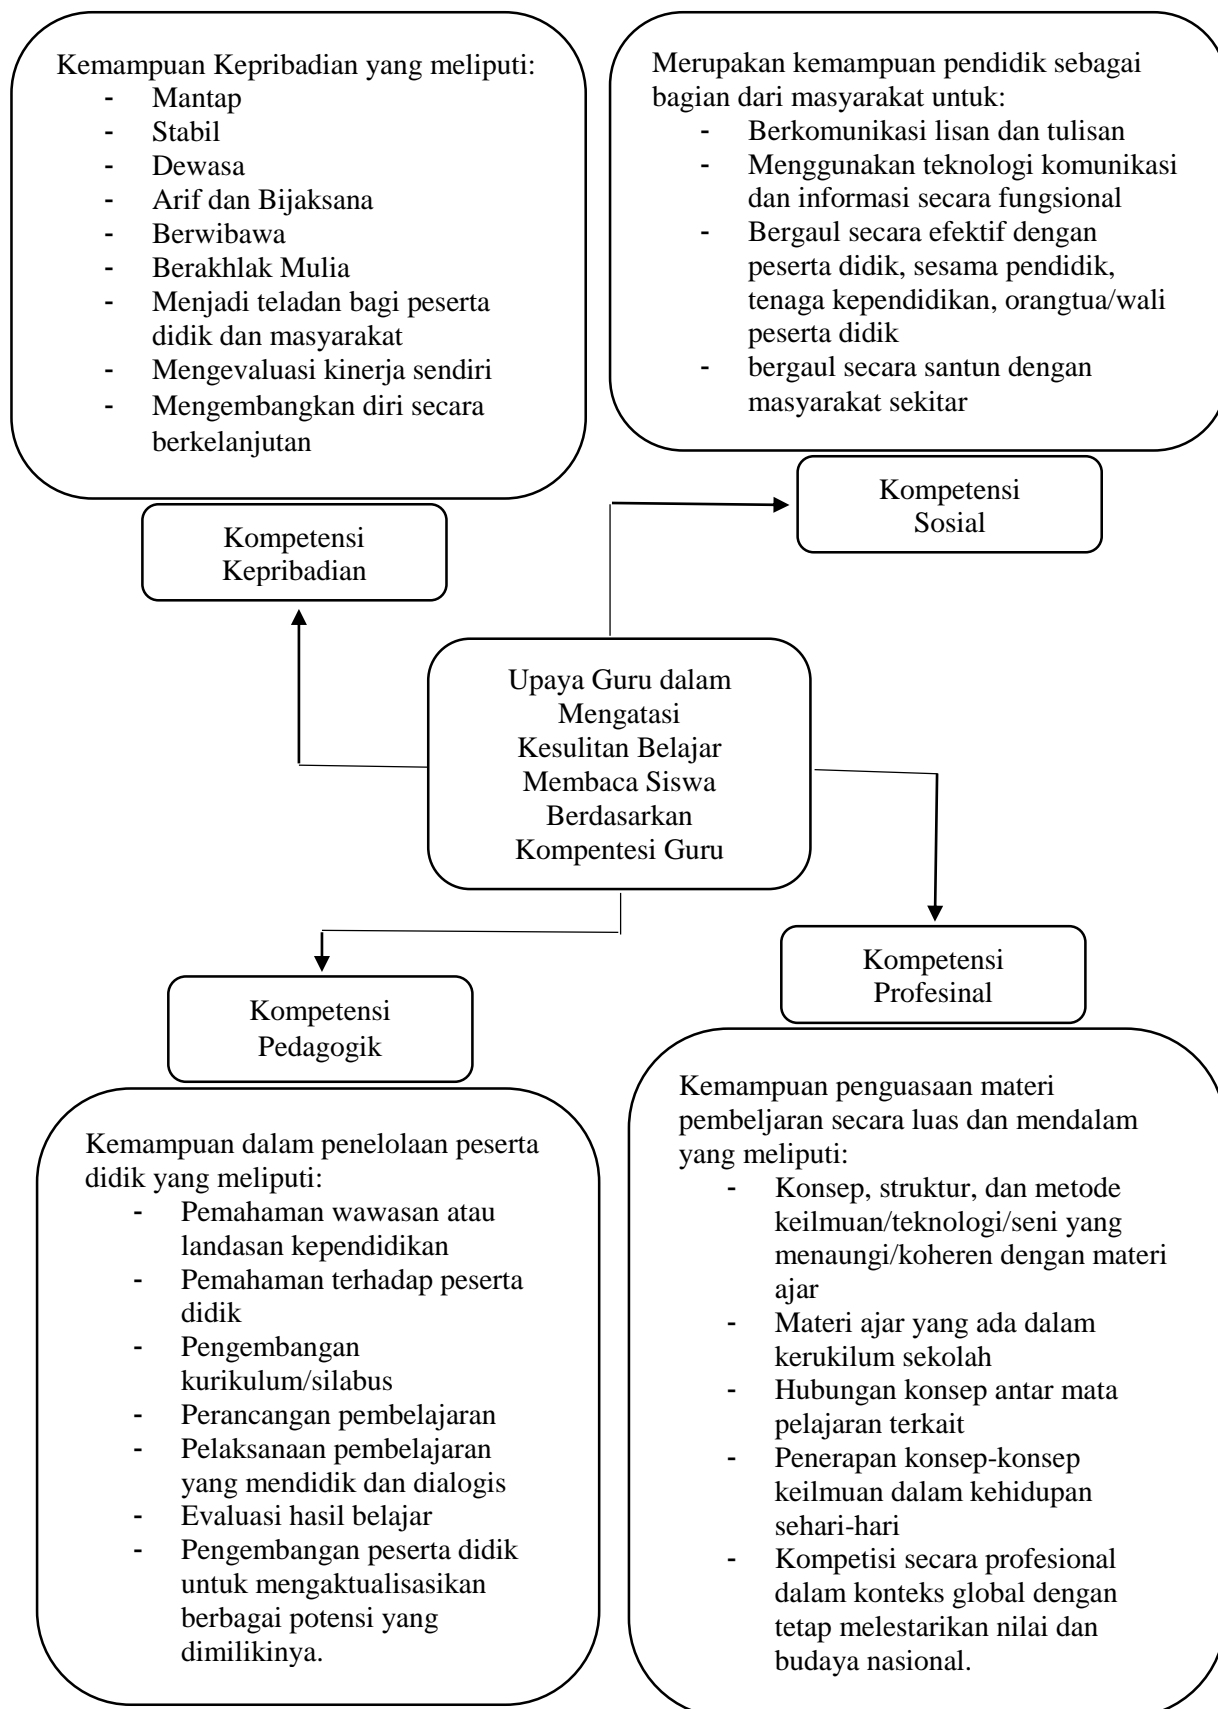 Kemampuan Kepribadian yang meliputi:
- Mantap
- Stabil
- Dewasa
- Arif dan Bijaksana
- Berwibawa
- Berakhlak Mulia
- Menjadi teladan bagi peserta
didik dan masyarakat
- Mengevaluasi kinerja sendiri
- Mengembangkan diri secara
berkelanjutan
Merupakan kemampuan pendidik sebagai
bagian dari masyarakat untuk:
- Berkomunikasi lisan dan tulisan
- Menggunakan teknologi komunikasi
dan informasi secara fungsional
- Bergaul secara efektif dengan
peserta didik, sesama pendidik,
tenaga kependidikan, orangtua/wali
peserta didik
- bergaul secara santun dengan
masyarakat sekitar
Kompetensi
Kepribadian
Kompetensi
Sosial
Upaya Guru dalam
Mengatasi
Kesulitan Belajar
Membaca Siswa
Berdasarkan
Kompentesi Guru
Kompetensi
Pedagogik
Kompetensi
Profesinal
Kemampuan dalam penelolaan peserta
didik yang meliputi:
- Pemahaman wawasan atau
landasan kependidikan
- Pemahaman terhadap peserta
didik
- Pengembangan
kurikulum/silabus
- Perancangan pembelajaran
- Pelaksanaan pembelajaran
yang mendidik dan dialogis
- Evaluasi hasil belajar
- Pengembangan peserta didik
untuk mengaktualisasikan
berbagai potensi yang
dimilikinya.
Kemampuan penguasaan materi
pembeljaran secara luas dan mendalam
yang meliputi:
- Konsep, struktur, dan metode
keilmuan/teknologi/seni yang
menaungi/koheren dengan materi
ajar
- Materi ajar yang ada dalam
kerukilum sekolah
- Hubungan konsep antar mata
pelajaran terkait
- Penerapan konsep-konsep
keilmuan dalam kehidupan
sehari-hari
- Kompetisi secara profesional
dalam konteks global dengan
tetap melestarikan nilai dan
budaya nasional.